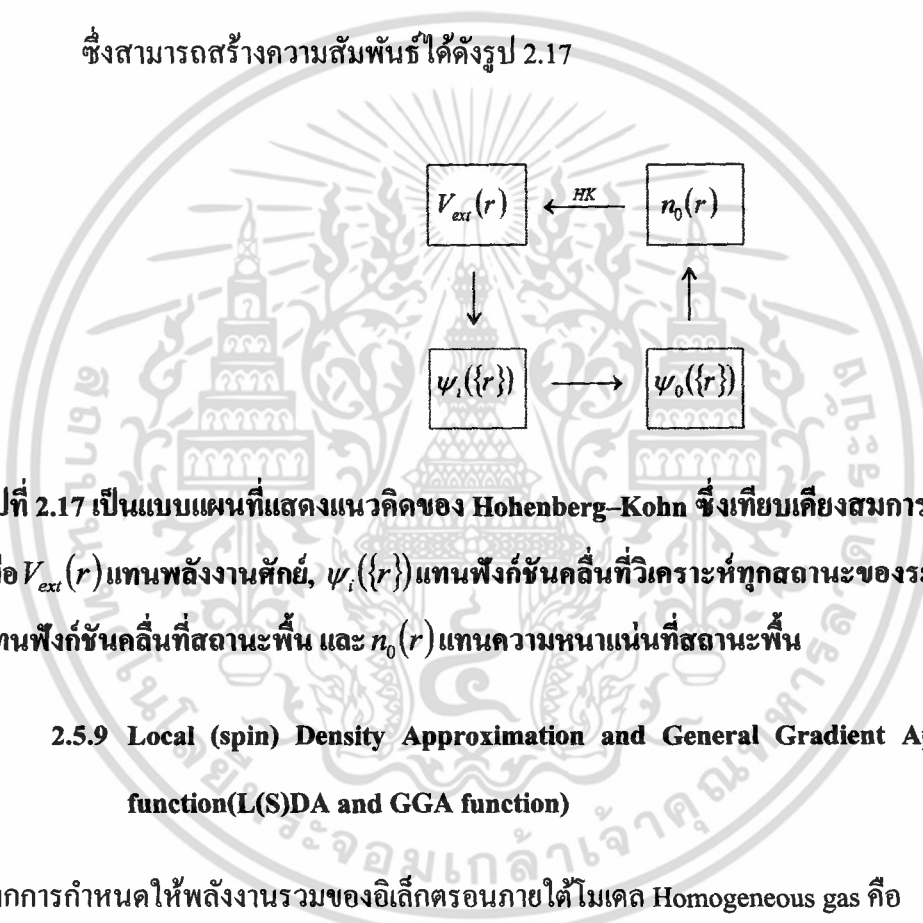 ซึ่งสามารถสร้างความสัมพันธ์ได้ดังรูป 2.17
V_ext(r) ←HK n_0(r)
↓ ↑
ψ_i({r}) → ψ_0({r})
ปที่ 2.17 เป็นแบบแผนที่แสดงแนวคิดของ Hohenberg–Kohn ซึ่งเทียบเคียงสมการ
อ V_ext(r) แทนพลังงานศักย์, ψ_i({r}) แทนฟังก์ชันคลื่นที่วิเคราะห์ทุกสถานะของระ
ทนฟังก์ชันคลื่นที่สถานะพื้น และ n_0(r) แทนความหนาแน่นที่สถานะพื้น
2.5.9 Local (spin) Density Approximation and General Gradient A
function(L(S)DA and GGA function)
กการกำหนดให้พลังงานรวมของอิเล็กตรอนภายใต้โมเดล Homogeneous gas คือ